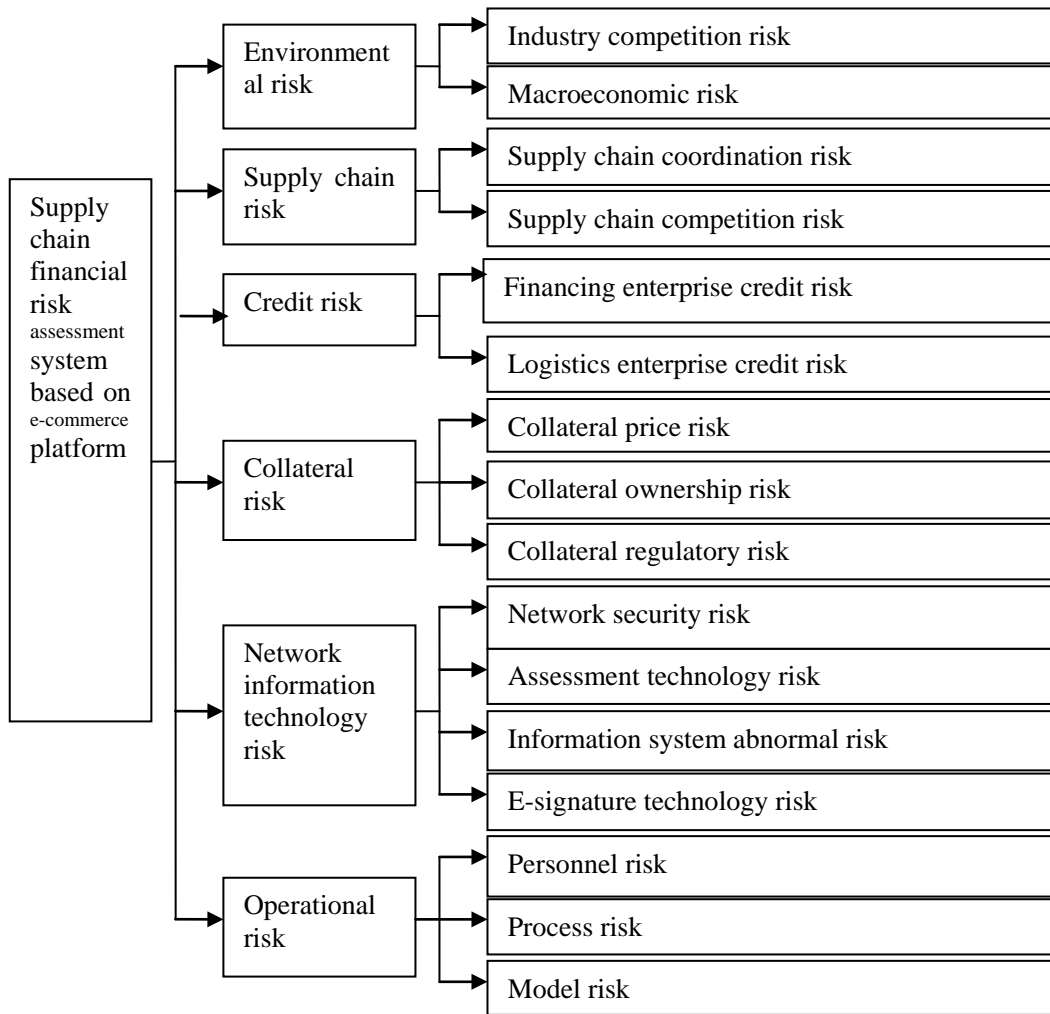 Supply
chain
financial
risk
assessment
system
based on
e-commerce
platform
Environment
al risk
Industry competition risk
Macroeconomic risk
Supply chain
risk
Supply chain coordination risk
Supply chain competition risk
Credit risk
Financing enterprise credit risk
Logistics enterprise credit risk
Collateral
risk
Collateral price risk
Collateral ownership risk
Collateral regulatory risk
Network
information
technology
risk
Network security risk
Assessment technology risk
Information system abnormal risk
E-signature technology risk
Operational
risk
Personnel risk
Process risk
Model risk